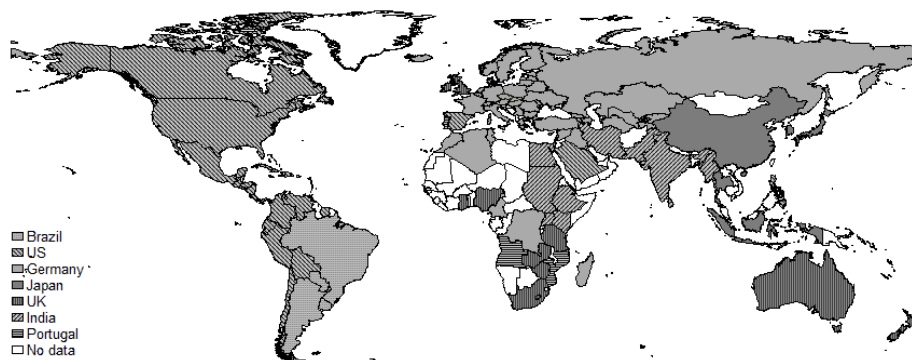 Brazil
US
Germany
Japan
UK
India
Portugal
No data